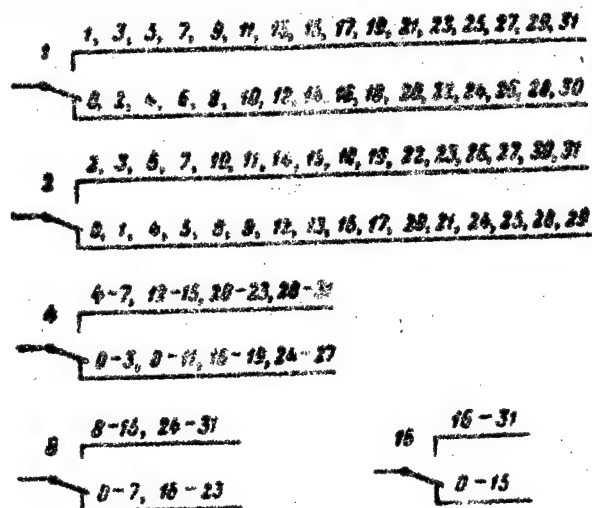 1, 3, 5, 7, 9, 11, 13, 15, 17, 19, 21, 23, 25, 27, 29, 31
1
0, 2, 4, 6, 8, 10, 12, 14, 16, 18, 20, 22, 24, 26, 28, 30
2, 3, 6, 7, 10, 11, 14, 15, 18, 19, 22, 23, 26, 27, 30, 31
2
0, 1, 4, 5, 8, 9, 12, 13, 16, 17, 20, 21, 24, 25, 28, 29
4-7, 12-15, 20-23, 28-31
4
0-3, 8-11, 16-19, 24-27
8-15, 24-31
8
0-7, 16-23
16-31
16
0-15